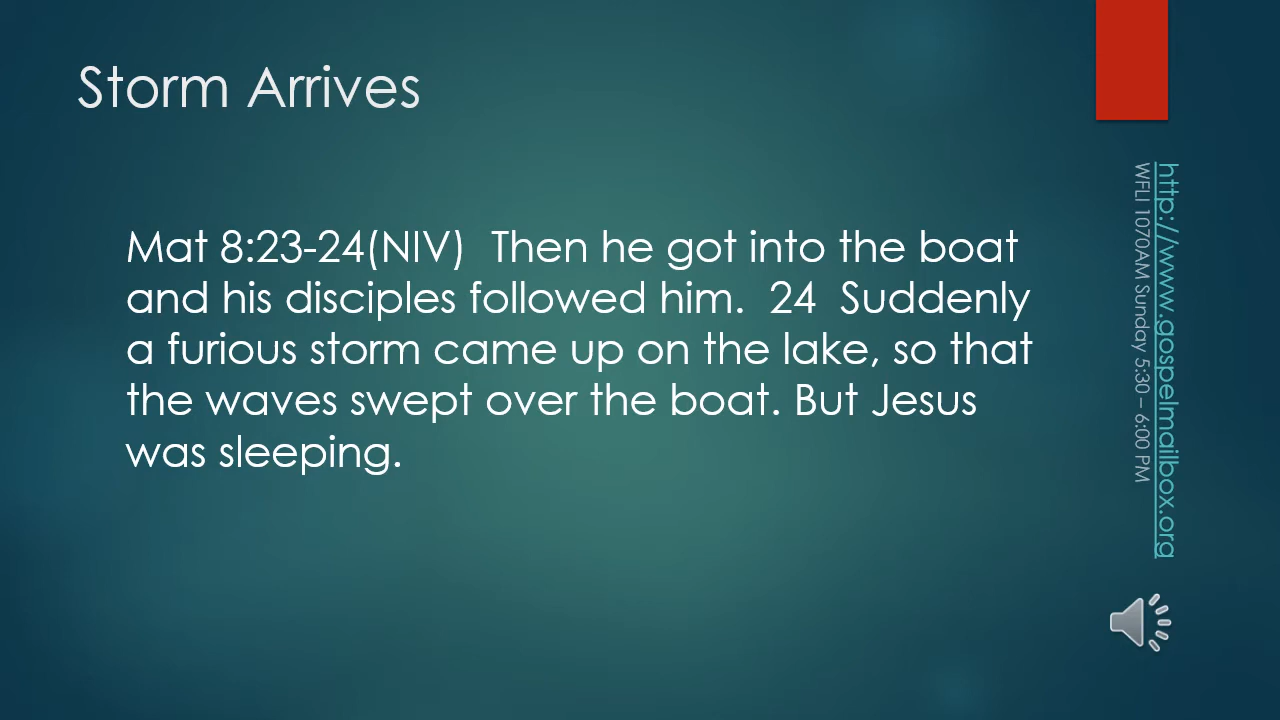 Storm Arrives
Mat 8:23-24(NIV)  Then he got into the boat
and his disciples followed him.  24  Suddenly
a furious storm came up on the lake, so that
the waves swept over the boat. But Jesus
was sleeping.
http://www.gospelmailbox.org
WFLI 1070AM Sunday 5:30 – 6:00 PM